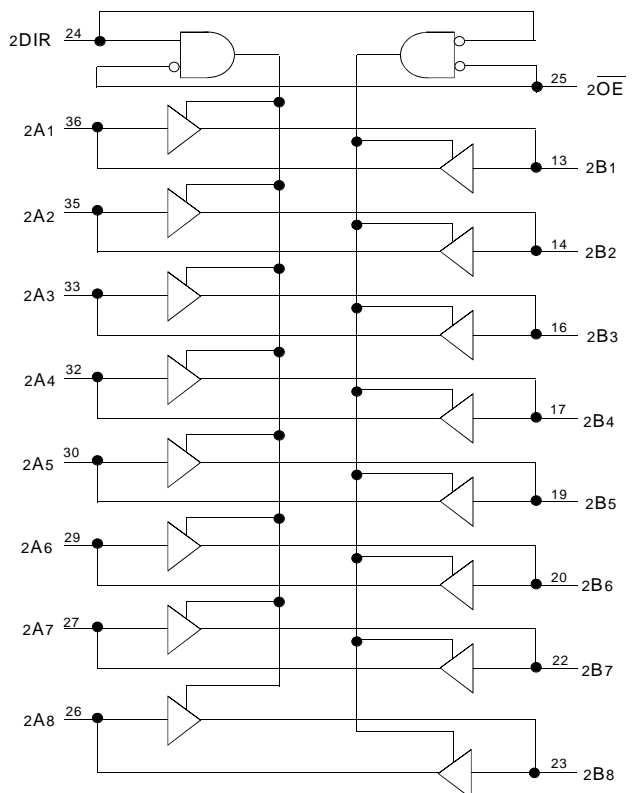 2DIR 24
25 2O̅E̅
2A1 36
13 2B1
2A2 35
14 2B2
2A3 33
16 2B3
2A4 32
17 2B4
2A5 30
19 2B5
2A6 29
20 2B6
2A7 27
22 2B7
2A8 26
23 2B8